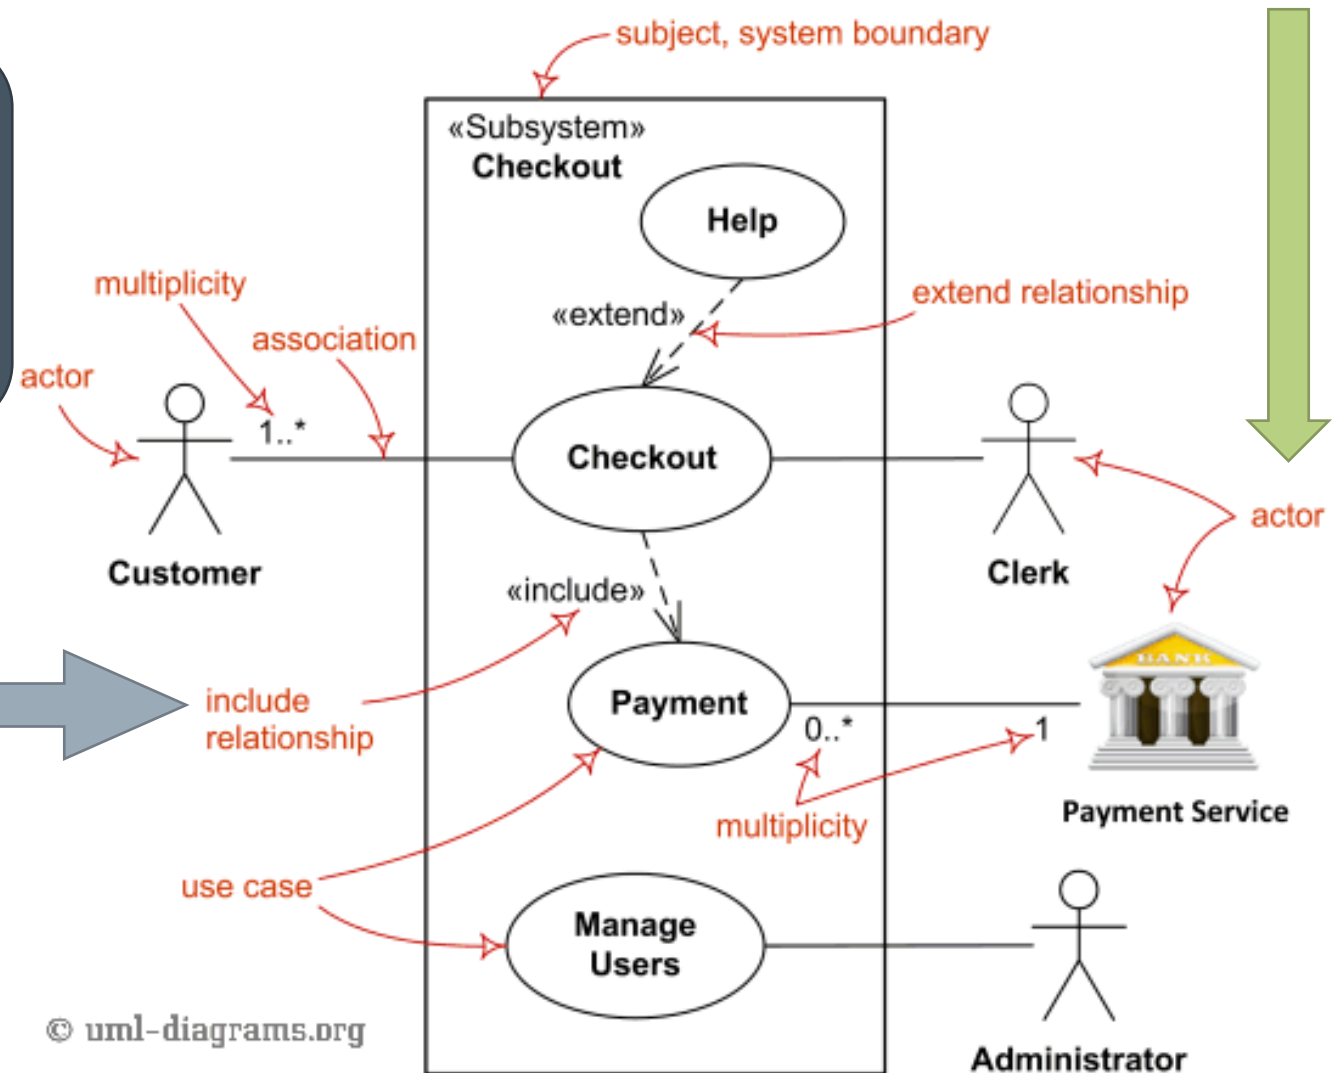 subject, system boundary
«Subsystem»
Checkout
Help
multiplicity
extend relationship
«extend»
association
actor
1..*
Checkout
actor
Customer
Clerk
«include»
BANK
include
relationship
Payment
0..*
1
Payment Service
multiplicity
use case
Manage
Users
© uml-diagrams.org
Administrator